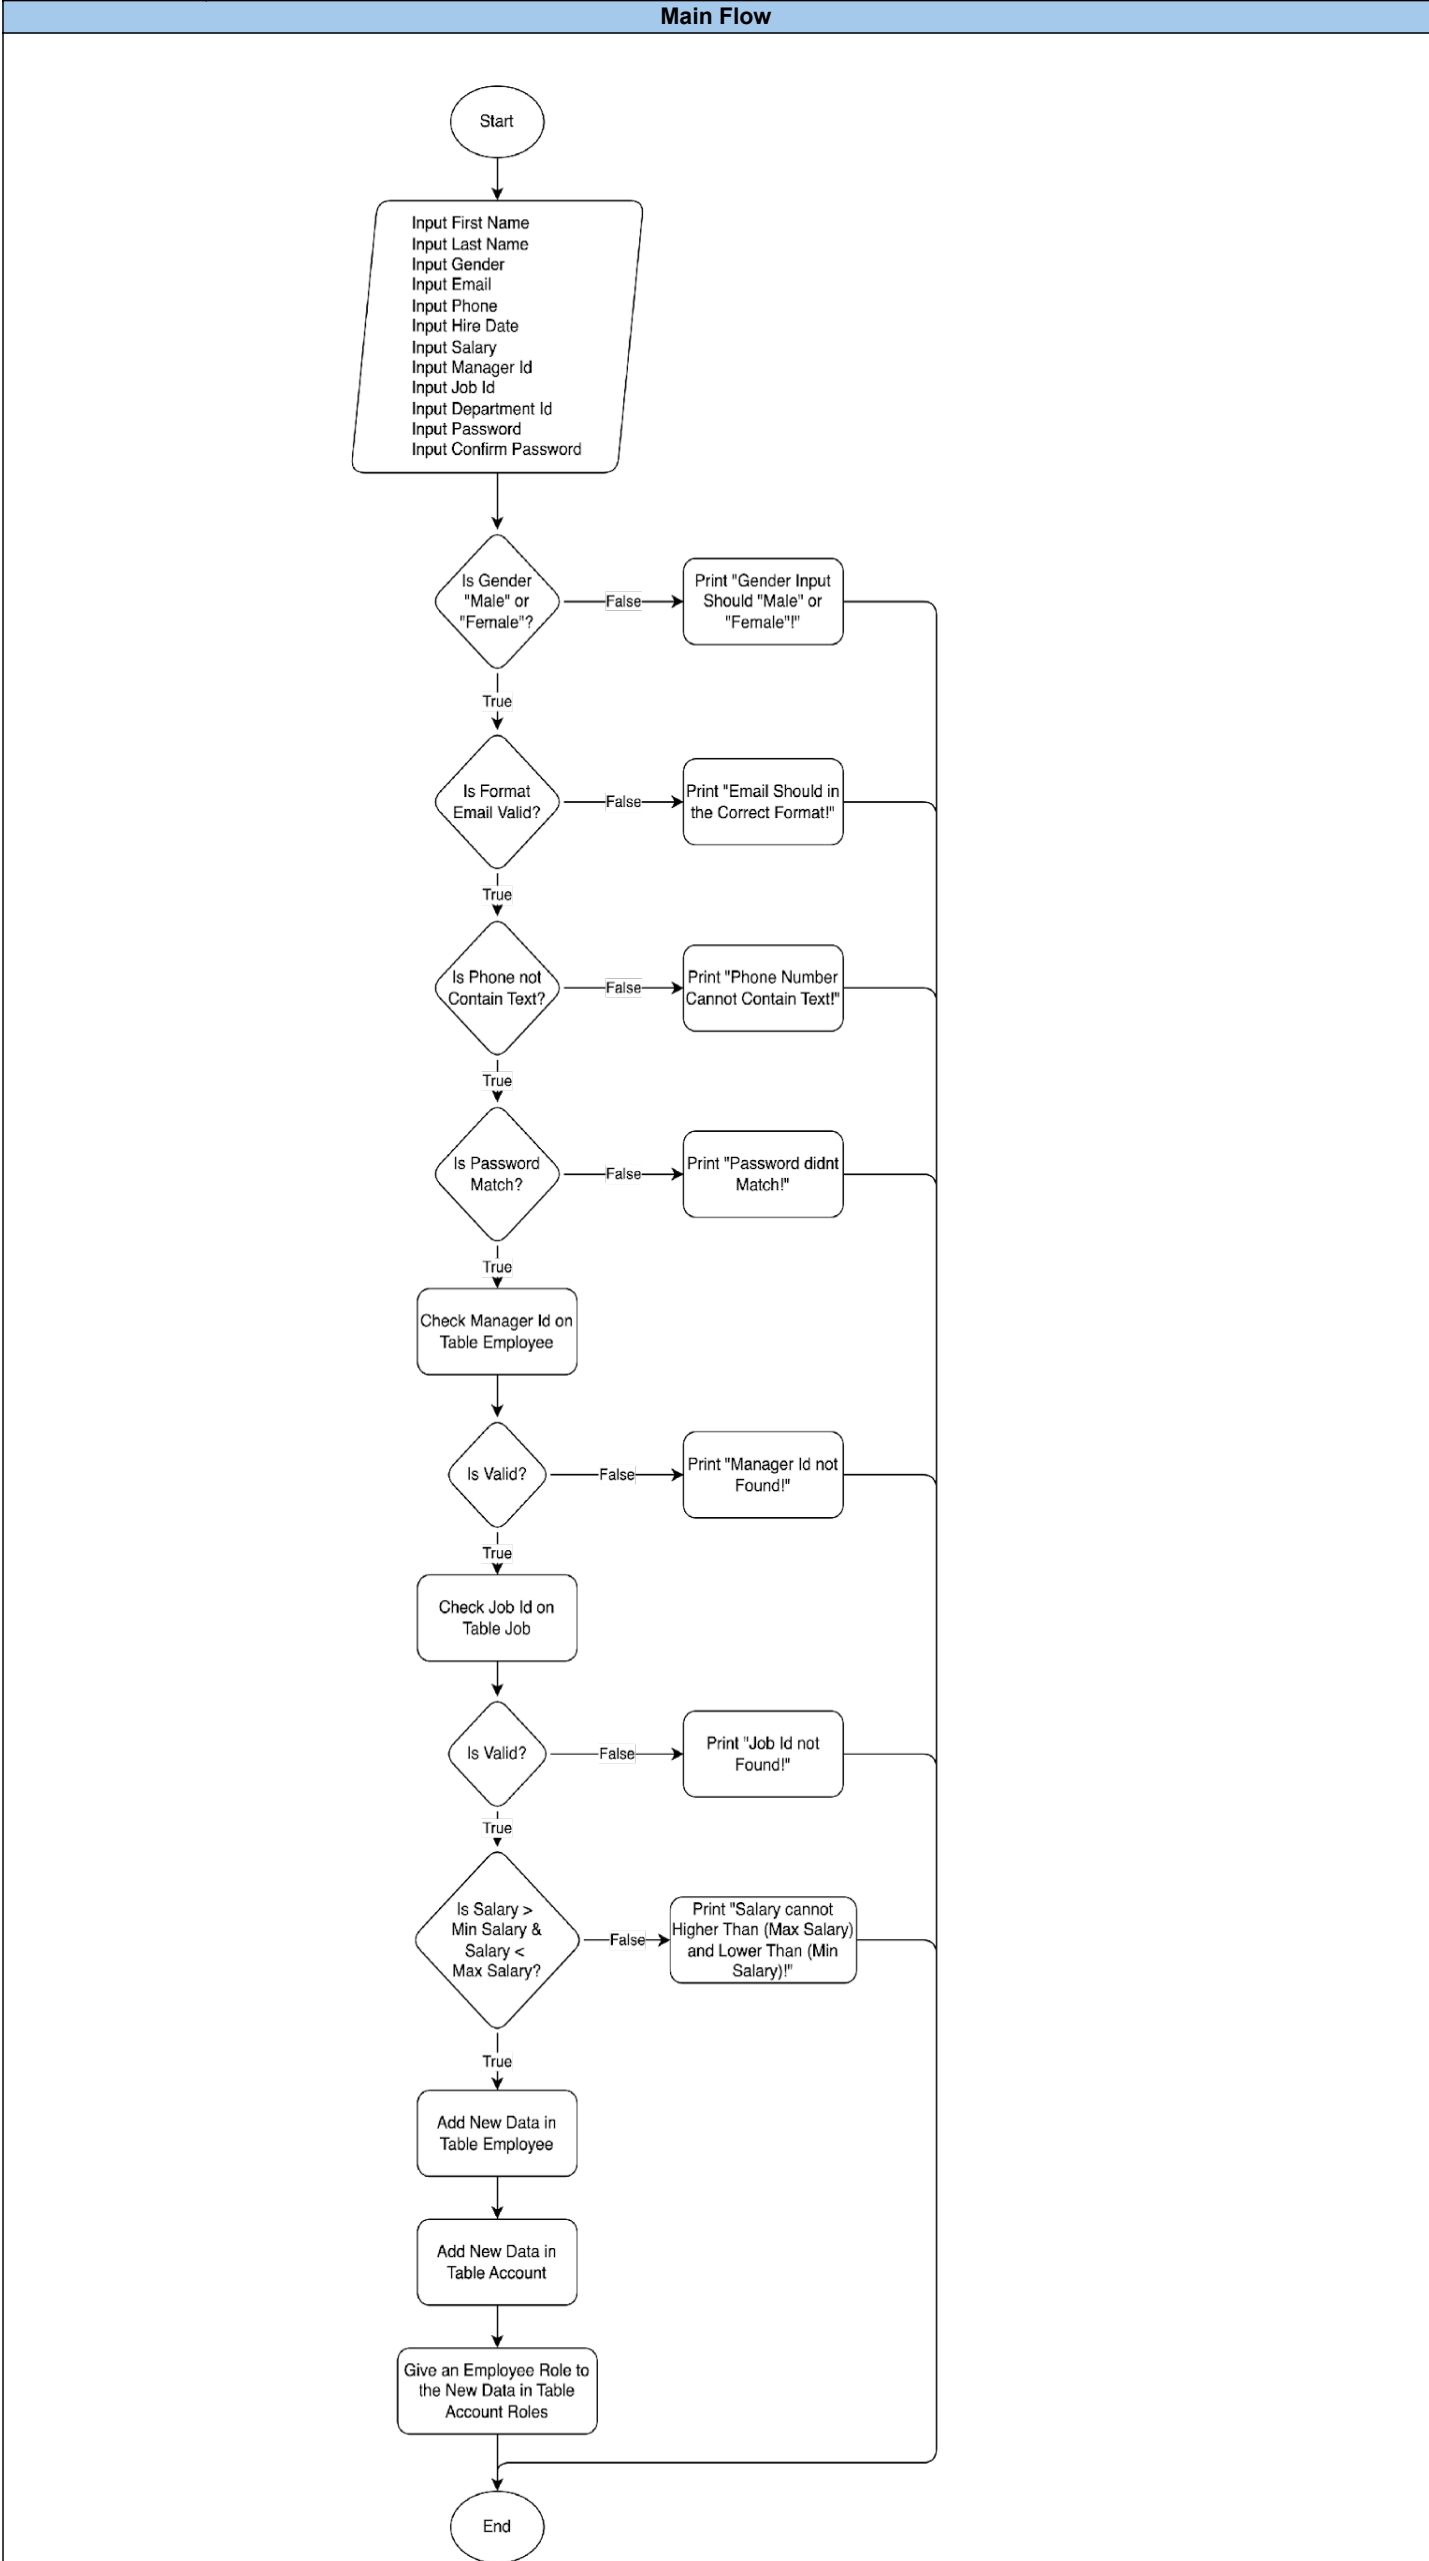 Main Flow
Start
Input First Name
Input Last Name
Input Gender
Input Email
Input Phone
Input Hire Date
Input Salary
Input Manager Id
Input Job Id
Input Department Id
Input Password
Input Confirm Password
Is Gender
"Male" or
"Female"?
False
Print "Gender Input
Should "Male" or
"Female"!"
True
Is Format
Email Valid?
False
Print "Email Should in
the Correct Format!"
True
Is Phone not
Contain Text?
False
Print "Phone Number
Cannot Contain Text!"
True
Is Password
Match?
False
Print "Password didnt
Match!"
True
Check Manager Id on
Table Employee
Is Valid?
False
Print "Manager Id not
Found!"
True
Check Job Id on
Table Job
Is Valid?
False
Print "Job Id not
Found!"
True
Is Salary >
Min Salary &
Salary <
Max Salary?
False
Print "Salary cannot
Higher Than (Max Salary)
and Lower Than (Min
Salary)!"
True
Add New Data in
Table Employee
Add New Data in
Table Account
Give an Employee Role to
the New Data in Table
Account Roles
End